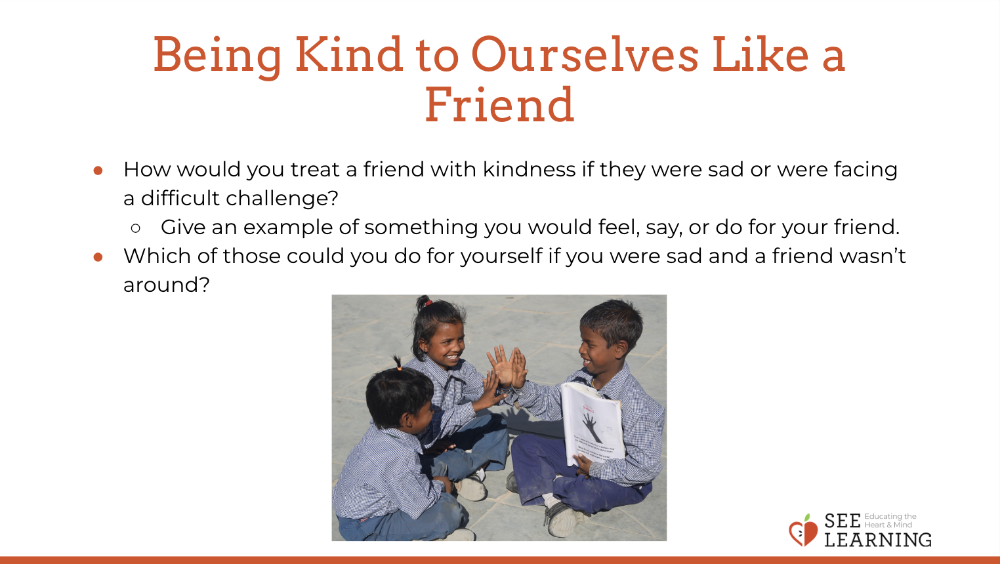 Being Kind to Ourselves Like a
Friend
● How would you treat a friend with kindness if they were sad or were facing
a difficult challenge?
○ Give an example of something you would feel, say, or do for your friend.
● Which of those could you do for yourself if you were sad and a friend wasn’t
around?
SEE Educating the
Heart & Mind
LEARNING